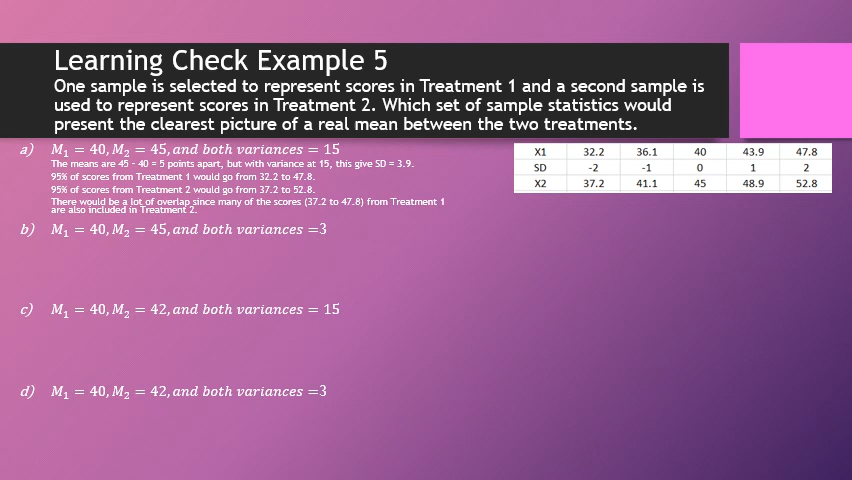 Learning Check Example 5
One sample is selected to represent scores in Treatment 1 and a second sample is
used to represent scores in Treatment 2. Which set of sample statistics would
present the clearest picture of a real mean between the two treatments.
a) M₁ = 40, M₂ = 45, and both variances = 15
The means are 45 – 40 = 5 points apart, but with variance at 15, this give SD = 3.9.
95% of scores from Treatment 1 would go from 32.2 to 47.8.
95% of scores from Treatment 2 would go from 37.2 to 52.8.
There would be a lot of overlap since many of the scores (37.2 to 47.8) from Treatment 1
are also included in Treatment 2.
X1 32.2 36.1 40 43.9 47.8
SD -2 -1 0 1 2
X2 37.2 41.1 45 48.9 52.8
b) M₁ = 40, M₂ = 45, and both variances =3
c) M₁ = 40, M₂ = 42, and both variances = 15
d) M₁ = 40, M₂ = 42, and both variances =3